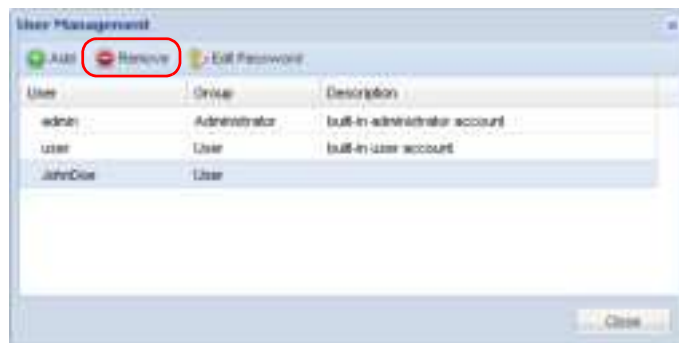 User Management
Add Remove Edit Password
User Group Description
admin Administrator built-in administrator account
user User built-in user account
JohnDoe User
Close